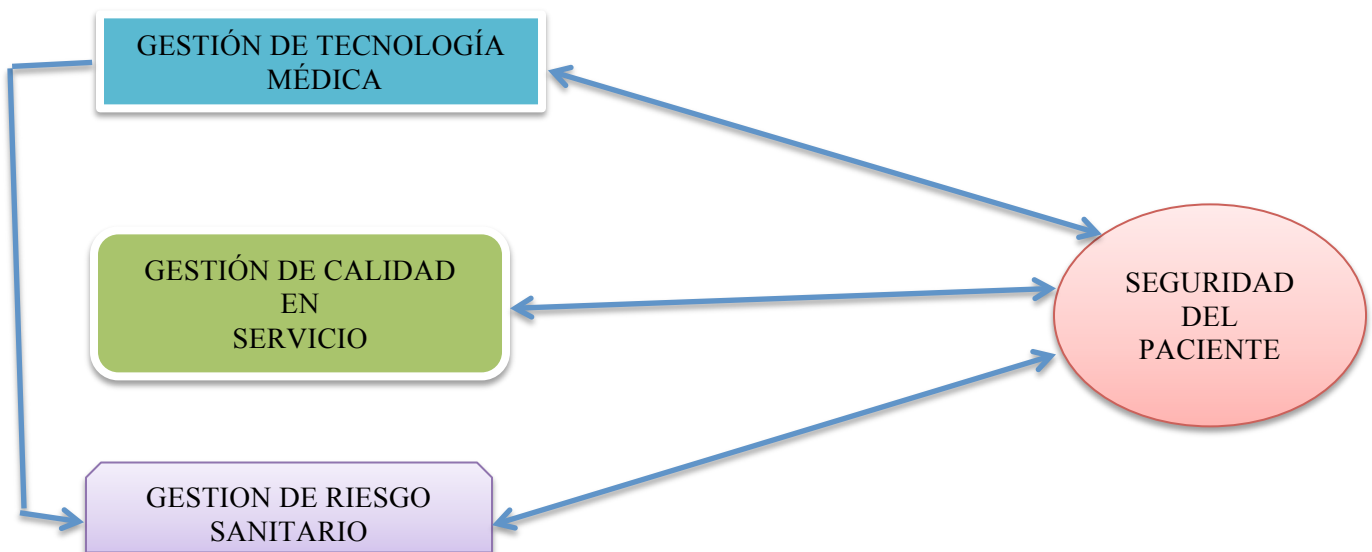 GESTIÓN DE TECNOLOGÍA
MÉDICA
GESTIÓN DE CALIDAD
EN
SERVICIO
SEGURIDAD
DEL
PACIENTE
GESTION DE RIESGO
SANITARIO